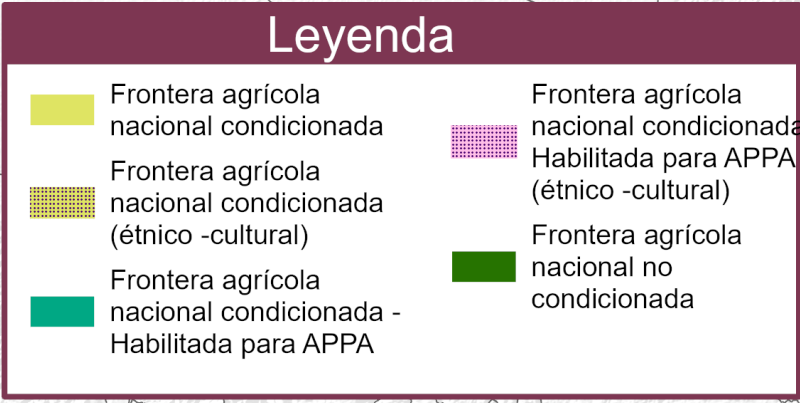 Leyenda
Frontera agrícola
nacional condicionada
Frontera agrícola
nacional condicionada
(étnico -cultural)
Frontera agrícola
nacional condicionada -
Habilitada para APPA
Frontera agrícola
nacional condicionada
Habilitada para APPA
(étnico -cultural)
Frontera agrícola
nacional no
condicionada